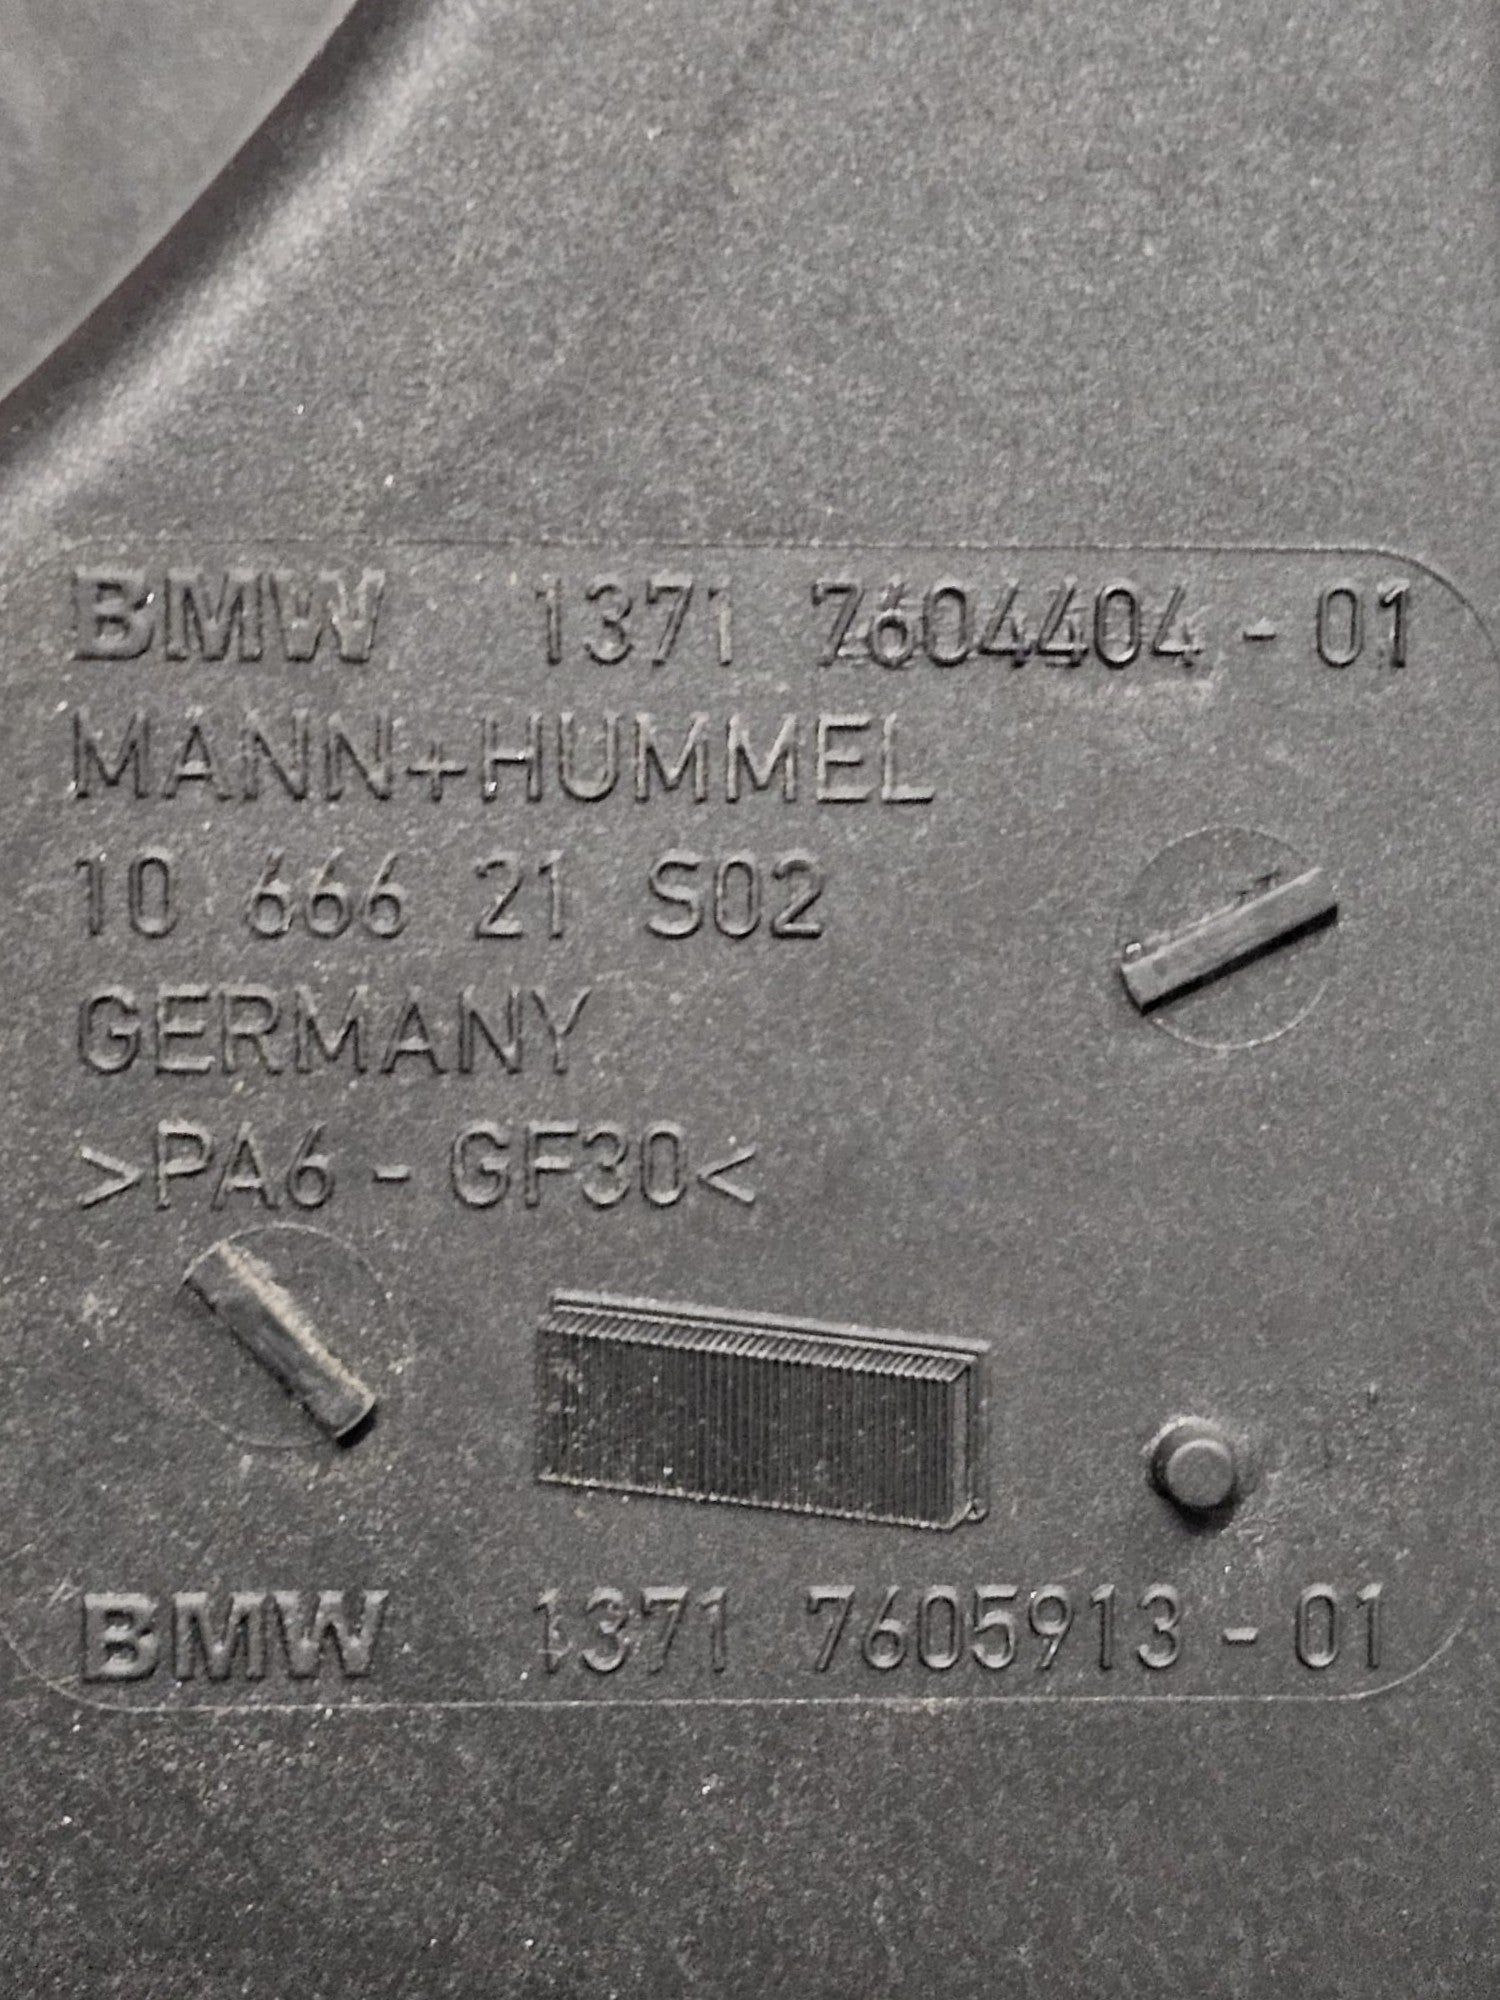 BMW 1371 7604404-01
MANN+HUMMEL
10 666 21 S02
GERMANY
>PA6-GF30<
BMW 1371 7605913-01